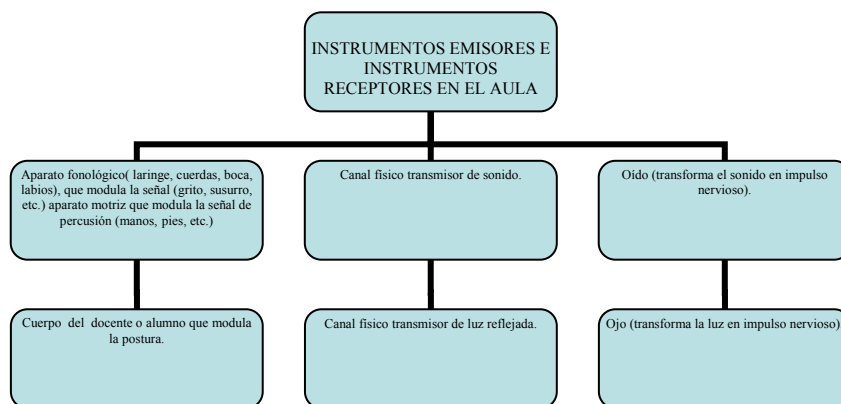 INSTRUMENTOS EMISORES E
INSTRUMENTOS
RECEPTORES EN EL AULA
Aparato fonológico( laringe, cuerdas, boca,
labios), que modula la señal (grito, susurro,
etc.) aparato motriz que modula la señal de
percusión (manos, pies, etc.)
Canal físico transmisor de sonido.
Oído (transforma el sonido en impulso
nervioso).
Cuerpo del docente o alumno que modula
la postura.
Canal físico transmisor de luz reflejada.
Ojo (transforma la luz en impulso nervioso).